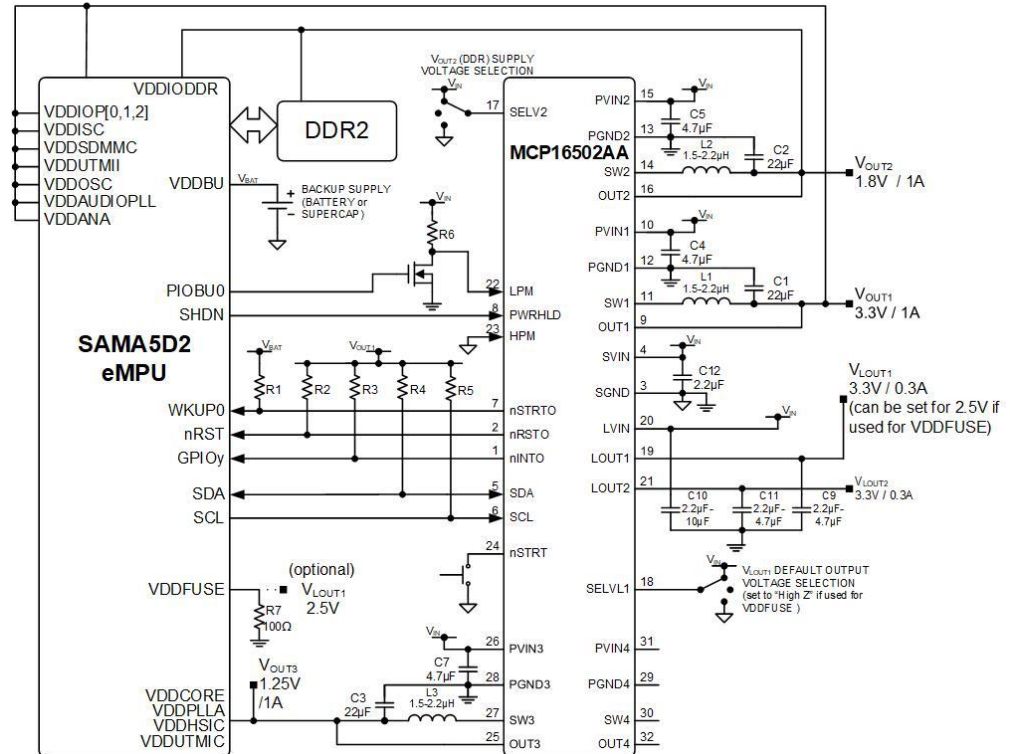 VOUT2 (DDR) SUPPLY
VOLTAGE SELECTION
VIN
VDDIODDR
VDDIOP[0,1,2]
VDDISC
VDDSDMMC
VDDUTMII
VDDOSC
VDDAUDIOPLL
VDDANA
DDR2
VDDBU
VBAT
+
−
BACKUP SUPPLY
(BATTERY or
SUPERCAP)
VIN
R6
PIOBU0
SHDN
SAMA5D2
eMPU
VBAT
VOUT1
R1
R2
R3
R4
R5
WKUP0
nRST
GPIOy
SDA
SCL
VDDFUSE
(optional)
VLOUT1
2.5V
R7
100Ω
VOUT3
1.25V
/1A
VDDCORE
VDDPLLA
VDDHSIC
VDDUTMIC
VIN
C7
4.7µF
C3
22µF
L3
1.5-2.2µH
MCP16502AA
17 SELV2
22 LPM
8 PWRHLD
23 HPM
7 nSTRTO
2 nRSTO
1 nINTO
5 SDA
6 SCL
24 nSTRT
26 PVIN3
28 PGND3
27 SW3
25 OUT3
PVIN2 15
PGND2 13
SW2 14
OUT2 16
PVIN1 10
PGND1 12
SW1 11
OUT1 9
SVIN 4
SGND 3
LVIN 20
LOUT1 19
LOUT2 21
SELVL1 18
PVIN4 31
PGND4 29
SW4 30
OUT4 32
VIN
C5
4.7µF
L2
1.5-2.2µH
C2
22µF
VOUT2
1.8V / 1A
VIN
C4
4.7µF
L1
1.5-2.2µH
C1
22µF
VOUT1
3.3V / 1A
VIN
C12
2.2µF
VLOUT1
3.3V / 0.3A
(can be set for 2.5V if
used for VDDFUSE)
VIN
VLOUT2
3.3V / 0.3A
C10
2.2µF-
10µF
C11
2.2µF-
4.7µF
C9
2.2µF-
4.7µF
VIN
VLOUT1 DEFAULT OUTPUT
VOLTAGE SELECTION
(set to "High Z" if used for
VDDFUSE )